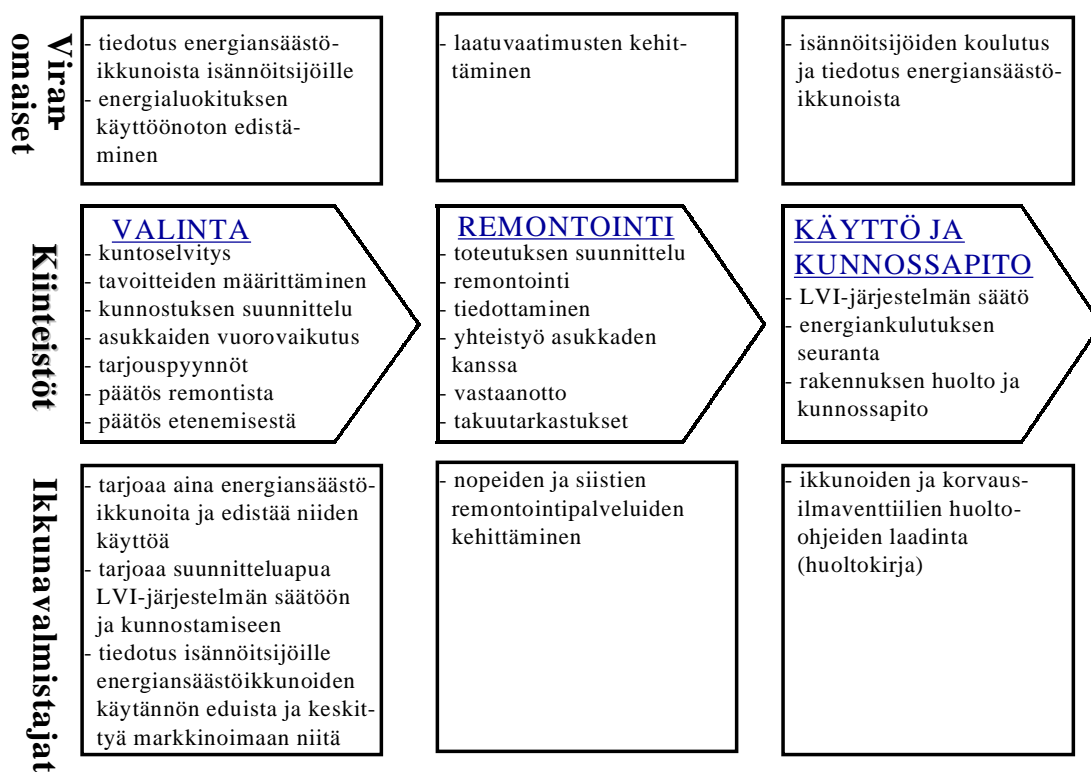 Viran-
omaiset
- tiedotus energiansäästö-
ikkunoista isännöitsijöille
- energialuokituksen
käyttöönoton edistä-
minen
- laatuvaatimusten kehit-
täminen
- isännöitsijöiden koulutus
ja tiedotus energiansäästö-
ikkunoista
Kiinteistöt
VALINTA
- kuntoselvitys
- tavoitteiden määrittäminen
- kunnostuksen suunnittelu
- asukkaiden vuorovaikutus
- tarjouspyynnöt
- päätös remontista
- päätös etenemisestä
REMONTOINTI
- toteutuksen suunnittelu
- remontointi
- tiedottaminen
- yhteistyö asukkaden
kanssa
- vastaanotto
- takuutarkastukset
KÄYTTÖ JA
KUNNOSSAPITO
- LVI-järjestelmän säätö
- energiankulutuksen
seuranta
- rakennuksen huolto ja
kunnossapito
Ikkunavalmistajat
- tarjoaa aina energiansäästö-
ikkunoita ja edistää niiden
käyttöä
- tarjoaa suunnitteluapua
LVI-järjestelmän säätöön
ja kunnostamiseen
- tiedotus isännöitsijöille
energiansäästöikkunoiden
käytännön eduista ja keskit-
tyä markkinoimaan niitä
- nopeiden ja siistien
remontointipalveluiden
kehittäminen
- ikkunoiden ja korvaus-
ilmaventtiilien huolto-
ohjeiden laadinta
(huoltokirja)